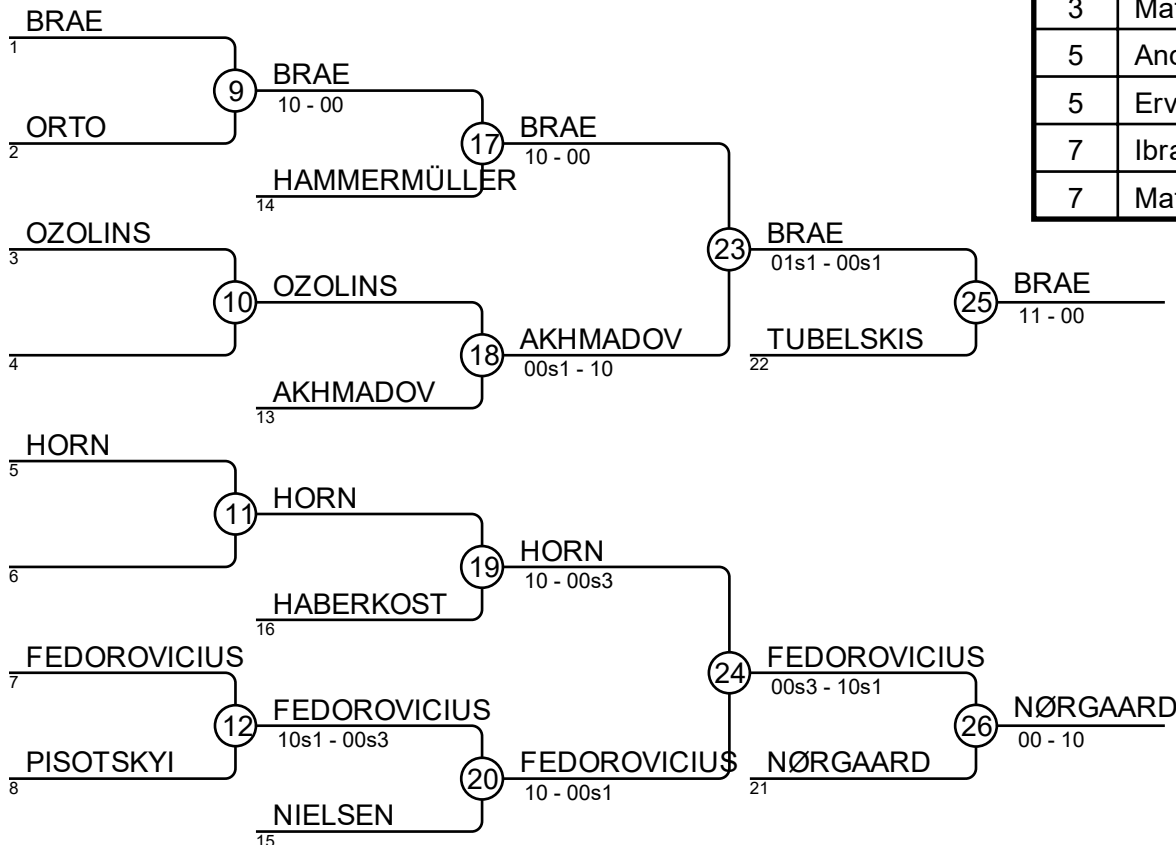 BRAE
1
9
BRAE
10 - 00
ORTO
2
17
BRAE
10 - 00
HAMMERMÜLLER
14
OZOLINS
3
10
OZOLINS
4
18
AKHMADOV
00s1 - 10
AKHMADOV
13
23
BRAE
01s1 - 00s1
TUBELSKIS
22
25
BRAE
11 - 00
HORN
5
11
HORN
6
19
HORN
10 - 00s3
HABERKOST
16
FEDOROVICIUS
7
12
FEDOROVICIUS
10s1 - 00s3
PISOTSKYI
8
20
FEDOROVICIUS
10 - 00s1
NIELSEN
15
24
FEDOROVICIUS
00s3 - 10s1
NØRGAARD
21
26
NØRGAARD
00 - 10
3
5
5
7 Ibra
7